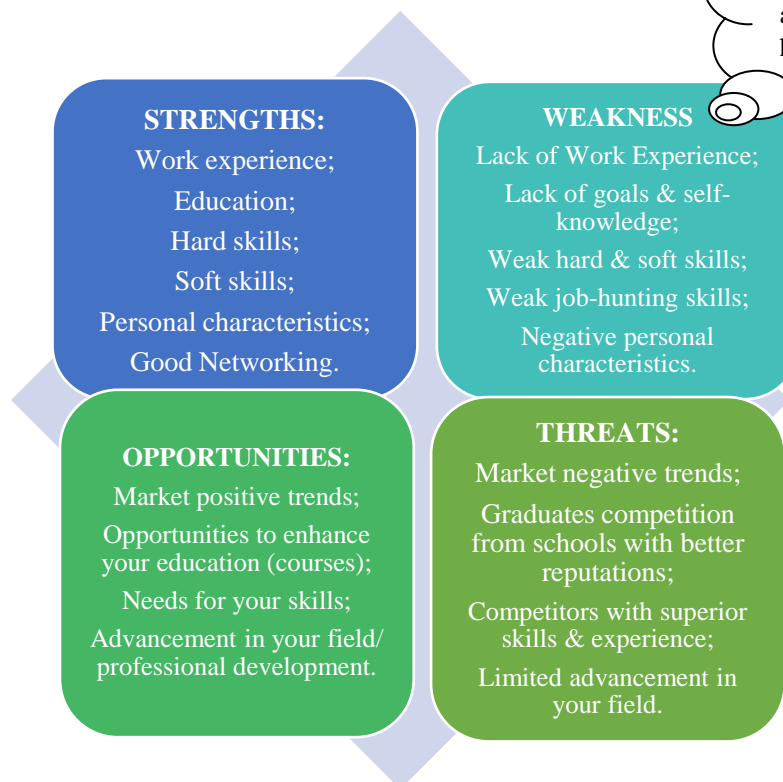 STRENGTHS:
Work experience;
Education;
Hard skills;
Soft skills;
Personal characteristics;
Good Networking.
WEAKNESS
Lack of Work Experience;
Lack of goals & self-
knowledge;
Weak hard & soft skills;
Weak job-hunting skills;
Negative personal
characteristics.
OPPORTUNITIES:
Market positive trends;
Opportunities to enhance
your education (courses);
Needs for your skills;
Advancement in your field/
professional development.
THREATS:
Market negative trends;
Graduates competition
from schools with better
reputations;
Competitors with superior
skills & experience;
Limited advancement in
your field.